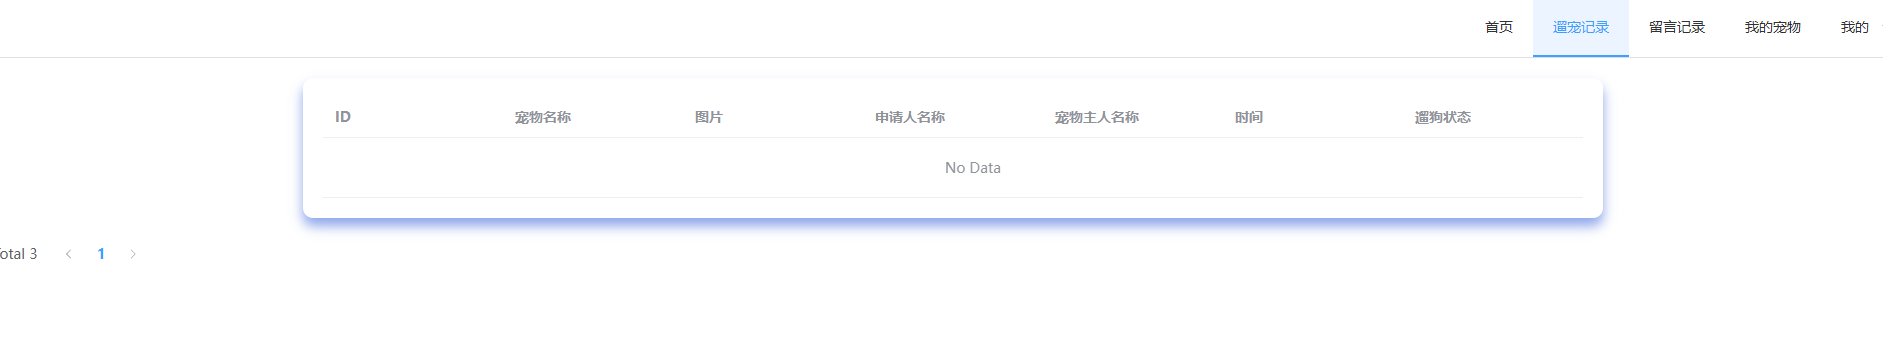 首页 遛宠记录 留言记录 我的宠物 我的
ID 宠物名称 图片 申请人名称 宠物主人名称 时间 遛狗状态
No Data
otal 3 1